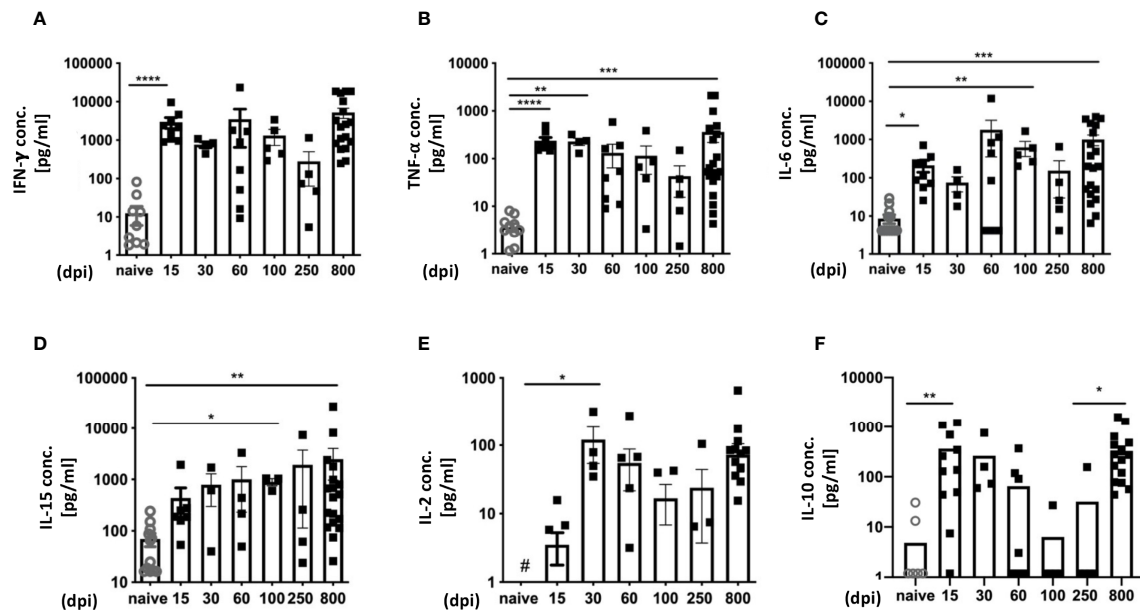 A
IFN-γ conc.
[pg/ml]
100000
10000
1000
100
10
1
****
(dpi)
naive 15 30 60 100 250 800
B
TNF-α conc.
[pg/ml]
100000
10000
1000
100
10
1
***
**
****
(dpi)
naive 15 30 60 100 250 800
C
IL-6 conc.
[pg/ml]
100000
10000
1000
100
10
1
***
**
*
(dpi)
naive 15 30 60 100 250 800
D
IL-15 conc.
[pg/ml]
100000
10000
1000
100
10
**
*
(dpi)
naive 15 30 60 100 250 800
E
IL-2 conc.
[pg/ml]
1000
100
10
1
*
#
(dpi)
naive 15 30 60 100 250 800
F
IL-10 conc.
[pg/ml]
10000
1000
100
10
1
**
*
(dpi)
naive 15 30 60 100 250 800